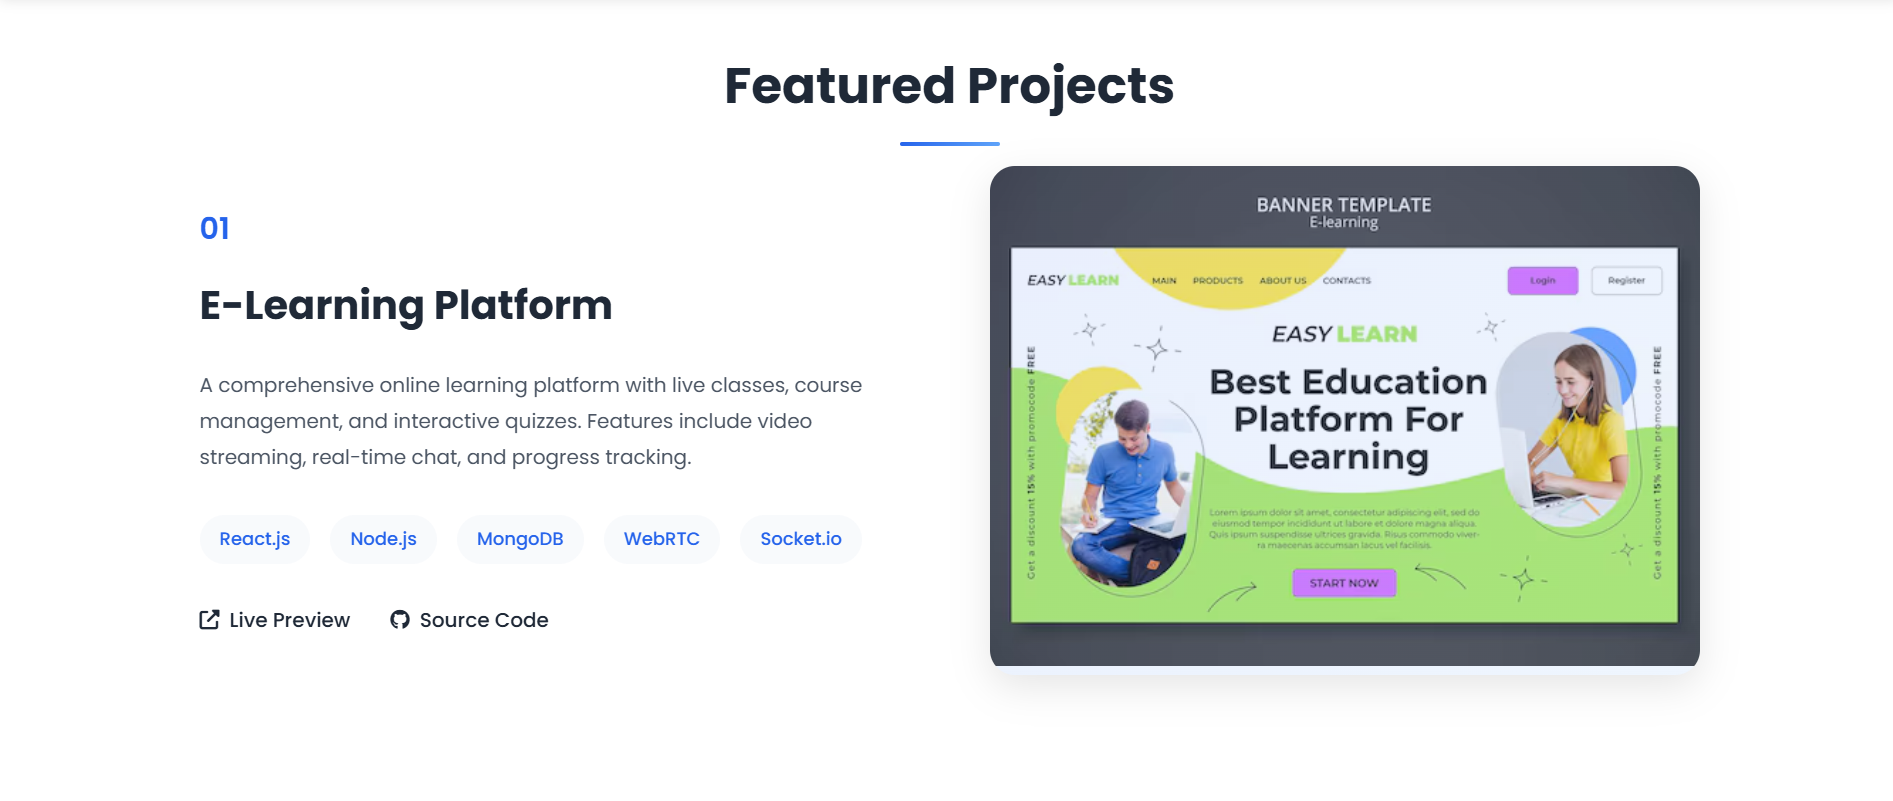 Featured Projects
01
E-Learning Platform
A comprehensive online learning platform with live classes, course
management, and interactive quizzes. Features include video
streaming, real-time chat, and progress tracking.
React.js Node.js MongoDB WebRTC Socket.io
Live Preview Source Code
BANNER TEMPLATE
E-learning
EASY LEARN MAIN PRODUCTS ABOUT US CONTACTS Login Register
EASY LEARN
Best Education
Platform For
Learning
Get a discount 15% with promocode FREE
Get a discount 15% with promocode FREE
Lorem ipsum dolor sit amet, consectetur adipiscing elit, sed do
eiusmod tempor incididunt ut labore et dolore magna aliqua.
Quis ipsum suspendisse ultrices gravida. Risus commodo viver-
ra maecenas accumsan lacus vel facilisis.
START NOW